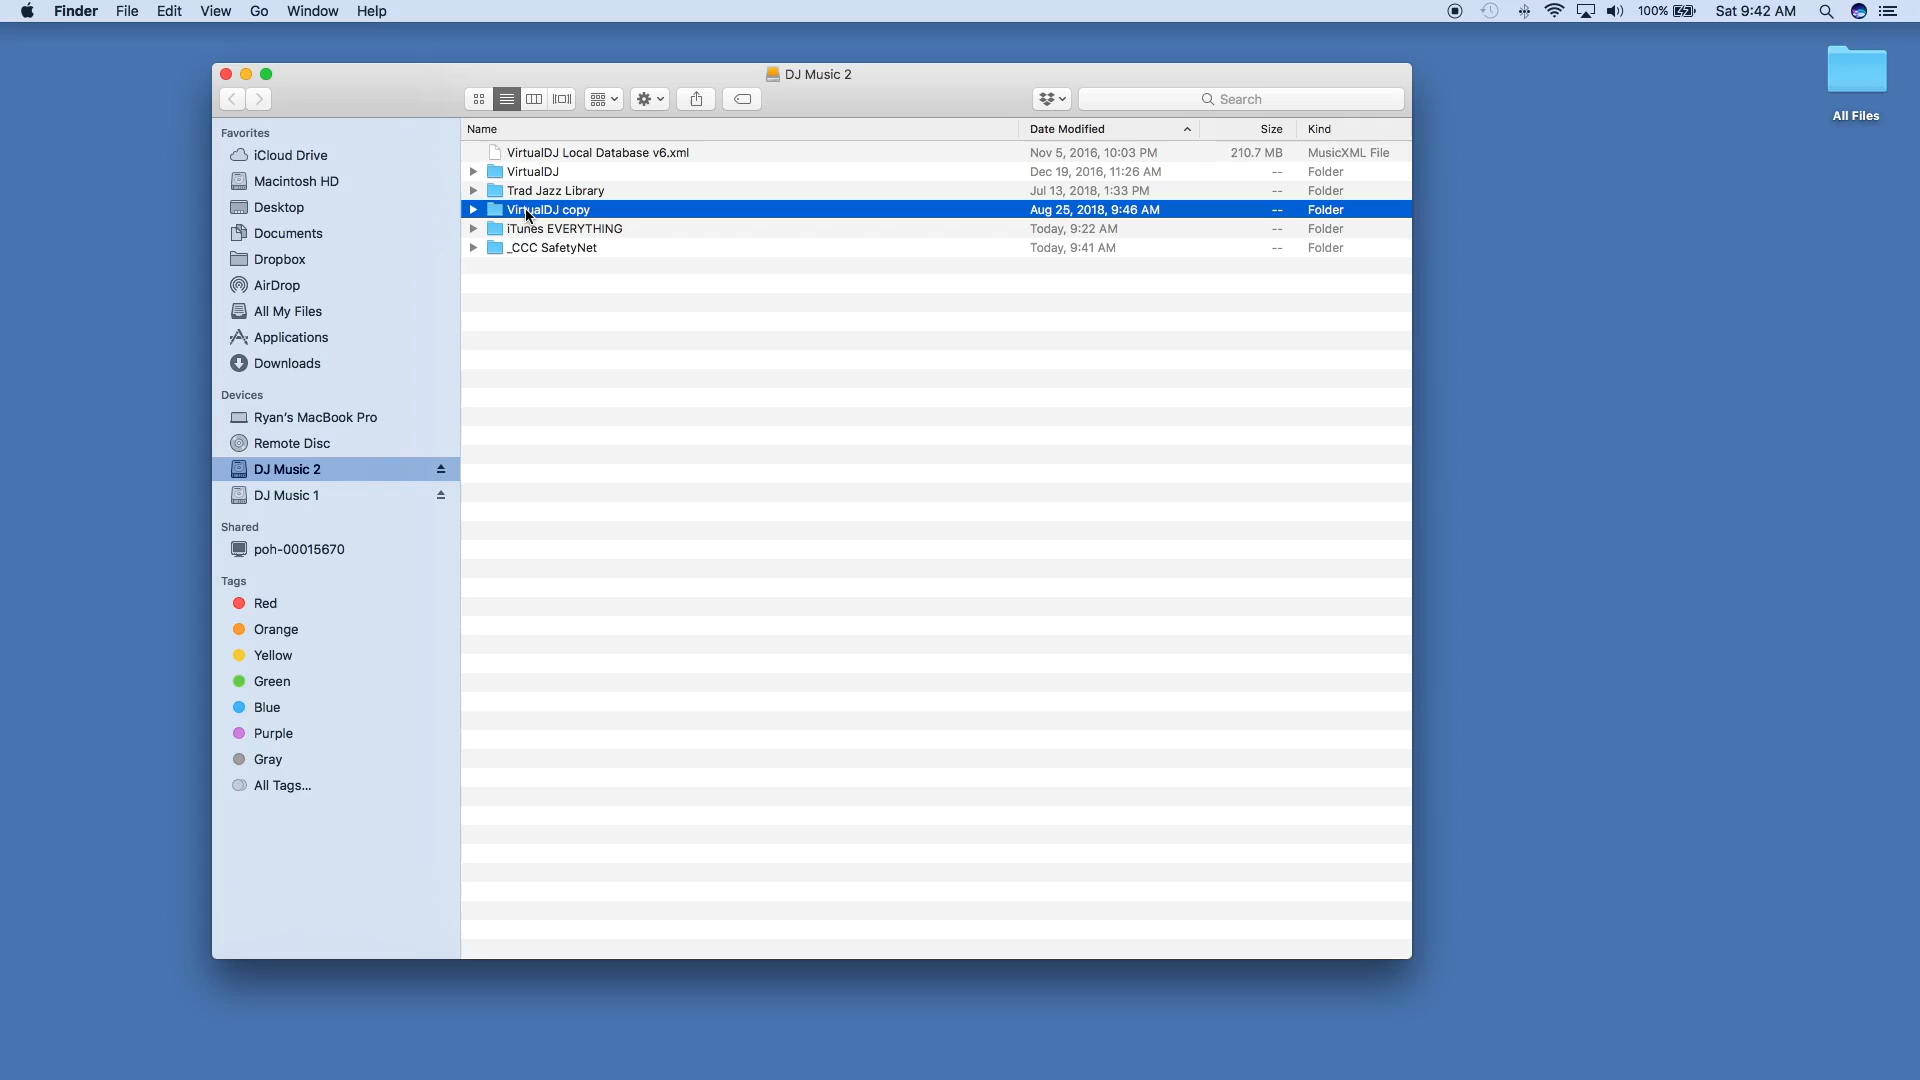 Finder File Edit View Go Window Help 100% Sat 9:42 AM
DJ Music 2
Search
All Files
Favorites
iCloud Drive
Macintosh HD
Desktop
Documents
Dropbox
AirDrop
All My Files
Applications
Downloads
Devices
Ryan's MacBook Pro
Remote Disc
DJ Music 2
DJ Music 1
Shared
poh-00015670
Tags
Red
Orange
Yellow
Green
Blue
Purple
Gray
All Tags...
Name Date Modified Size Kind
VirtualDJ Local Database v6.xml Nov 5, 2016, 10:03 PM 210.7 MB MusicXML File
VirtualDJ Dec 19, 2016, 11:26 AM -- Folder
Trad Jazz Library Jul 13, 2018, 1:33 PM -- Folder
VirtualDJ copy Aug 25, 2018, 9:46 AM -- Folder
iTunes EVERYTHING Today, 9:22 AM -- Folder
_CCC SafetyNet Today, 9:41 AM -- Folder